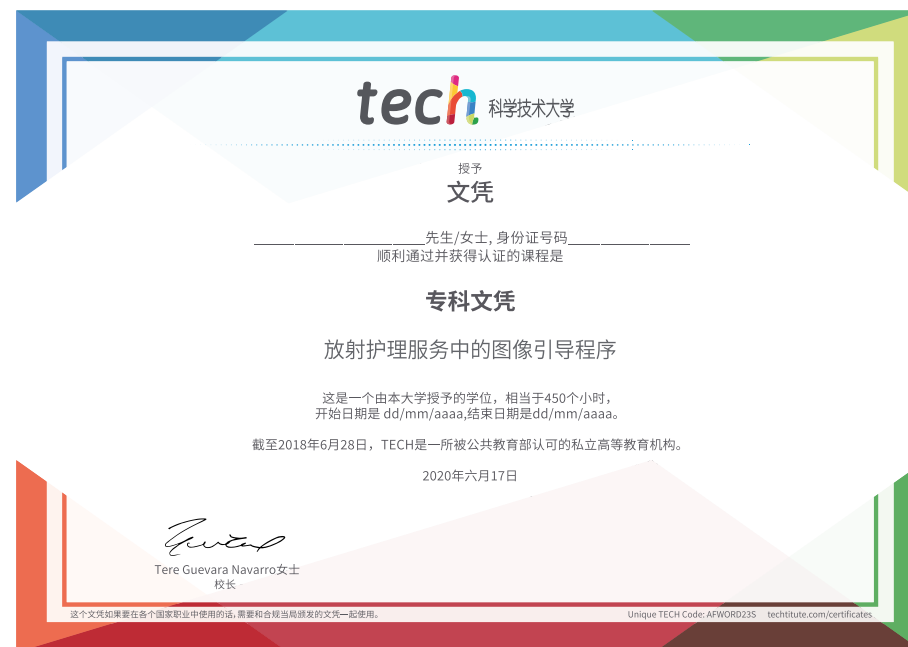 tech 科学技术大学
授予
文凭
____________________先生/女士, 身份证号码______________
顺利通过并获得认证的课程是
专科文凭
放射护理服务中的图像引导程序
这是一个由本大学授予的学位，相当于450个小时，
开始日期是 dd/mm/aaaa,结束日期是dd/mm/aaaa。
截至2018年6月28日，TECH是一所被公共教育部认可的私立高等教育机构。
2020年六月17日
Tere Guevara Navarro女士
校长
这个文凭如果要在各个国家职业中使用的话,需要和合规当局颁发的文凭一起使用。
Unique TECH Code: AFWORD23S techtitute.com/certificates